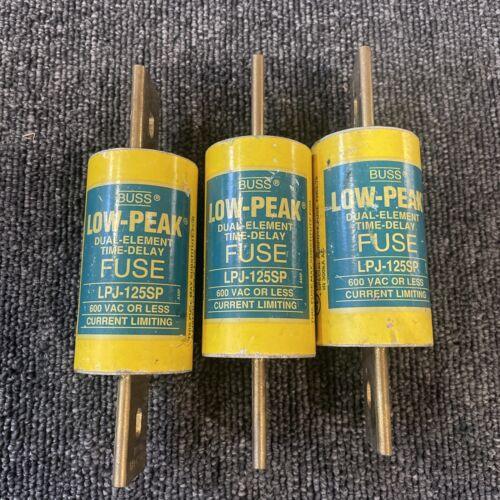 BUSS®
LOW-PEAK®
DUAL-ELEMENT
TIME-DELAY
FUSE
LPJ-125SP
600 VAC OR LESS
CURRENT LIMITING
BUSS®
LOW-PEAK®
DUAL-ELEMENT
TIME-DELAY
FUSE
LPJ-125SP
600 VAC OR LESS
CURRENT LIMITING
BUSS®
LOW-PEAK
DUAL-ELEMENT
TIME-DELAY
FUSE
LPJ-125SP
600 VAC OR LESS
CURRENT LIMITING